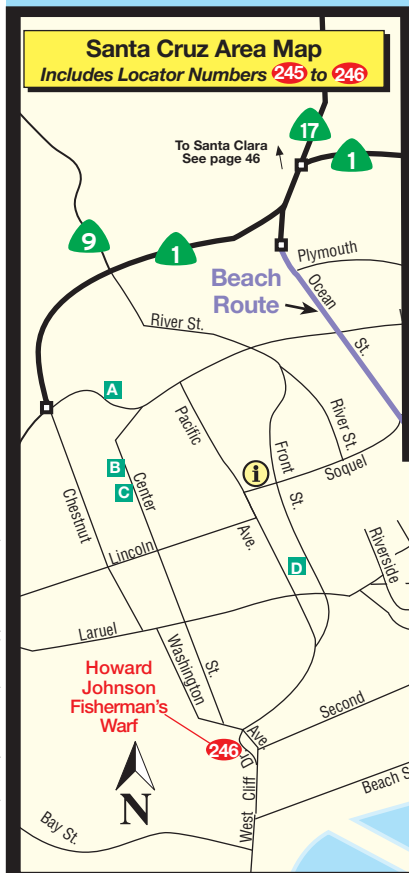 Santa Cruz Area Map
Includes Locator Numbers 245 to 246
17
To Santa Clara
See page 46
1
9
1
Plymouth
Beach
Route
Ocean
St.
River St.
A
Pacific
River St.
B
C
Center
i
Front
Soquel
Chestnut
St.
Ave.
Lincoln
D
Riverside
Laruel
Washington
St.
Howard
Johnson
Fisherman's
Warf
Second
Ave.
246
Dr.
N
Beach S
Bay St.
West Cliff